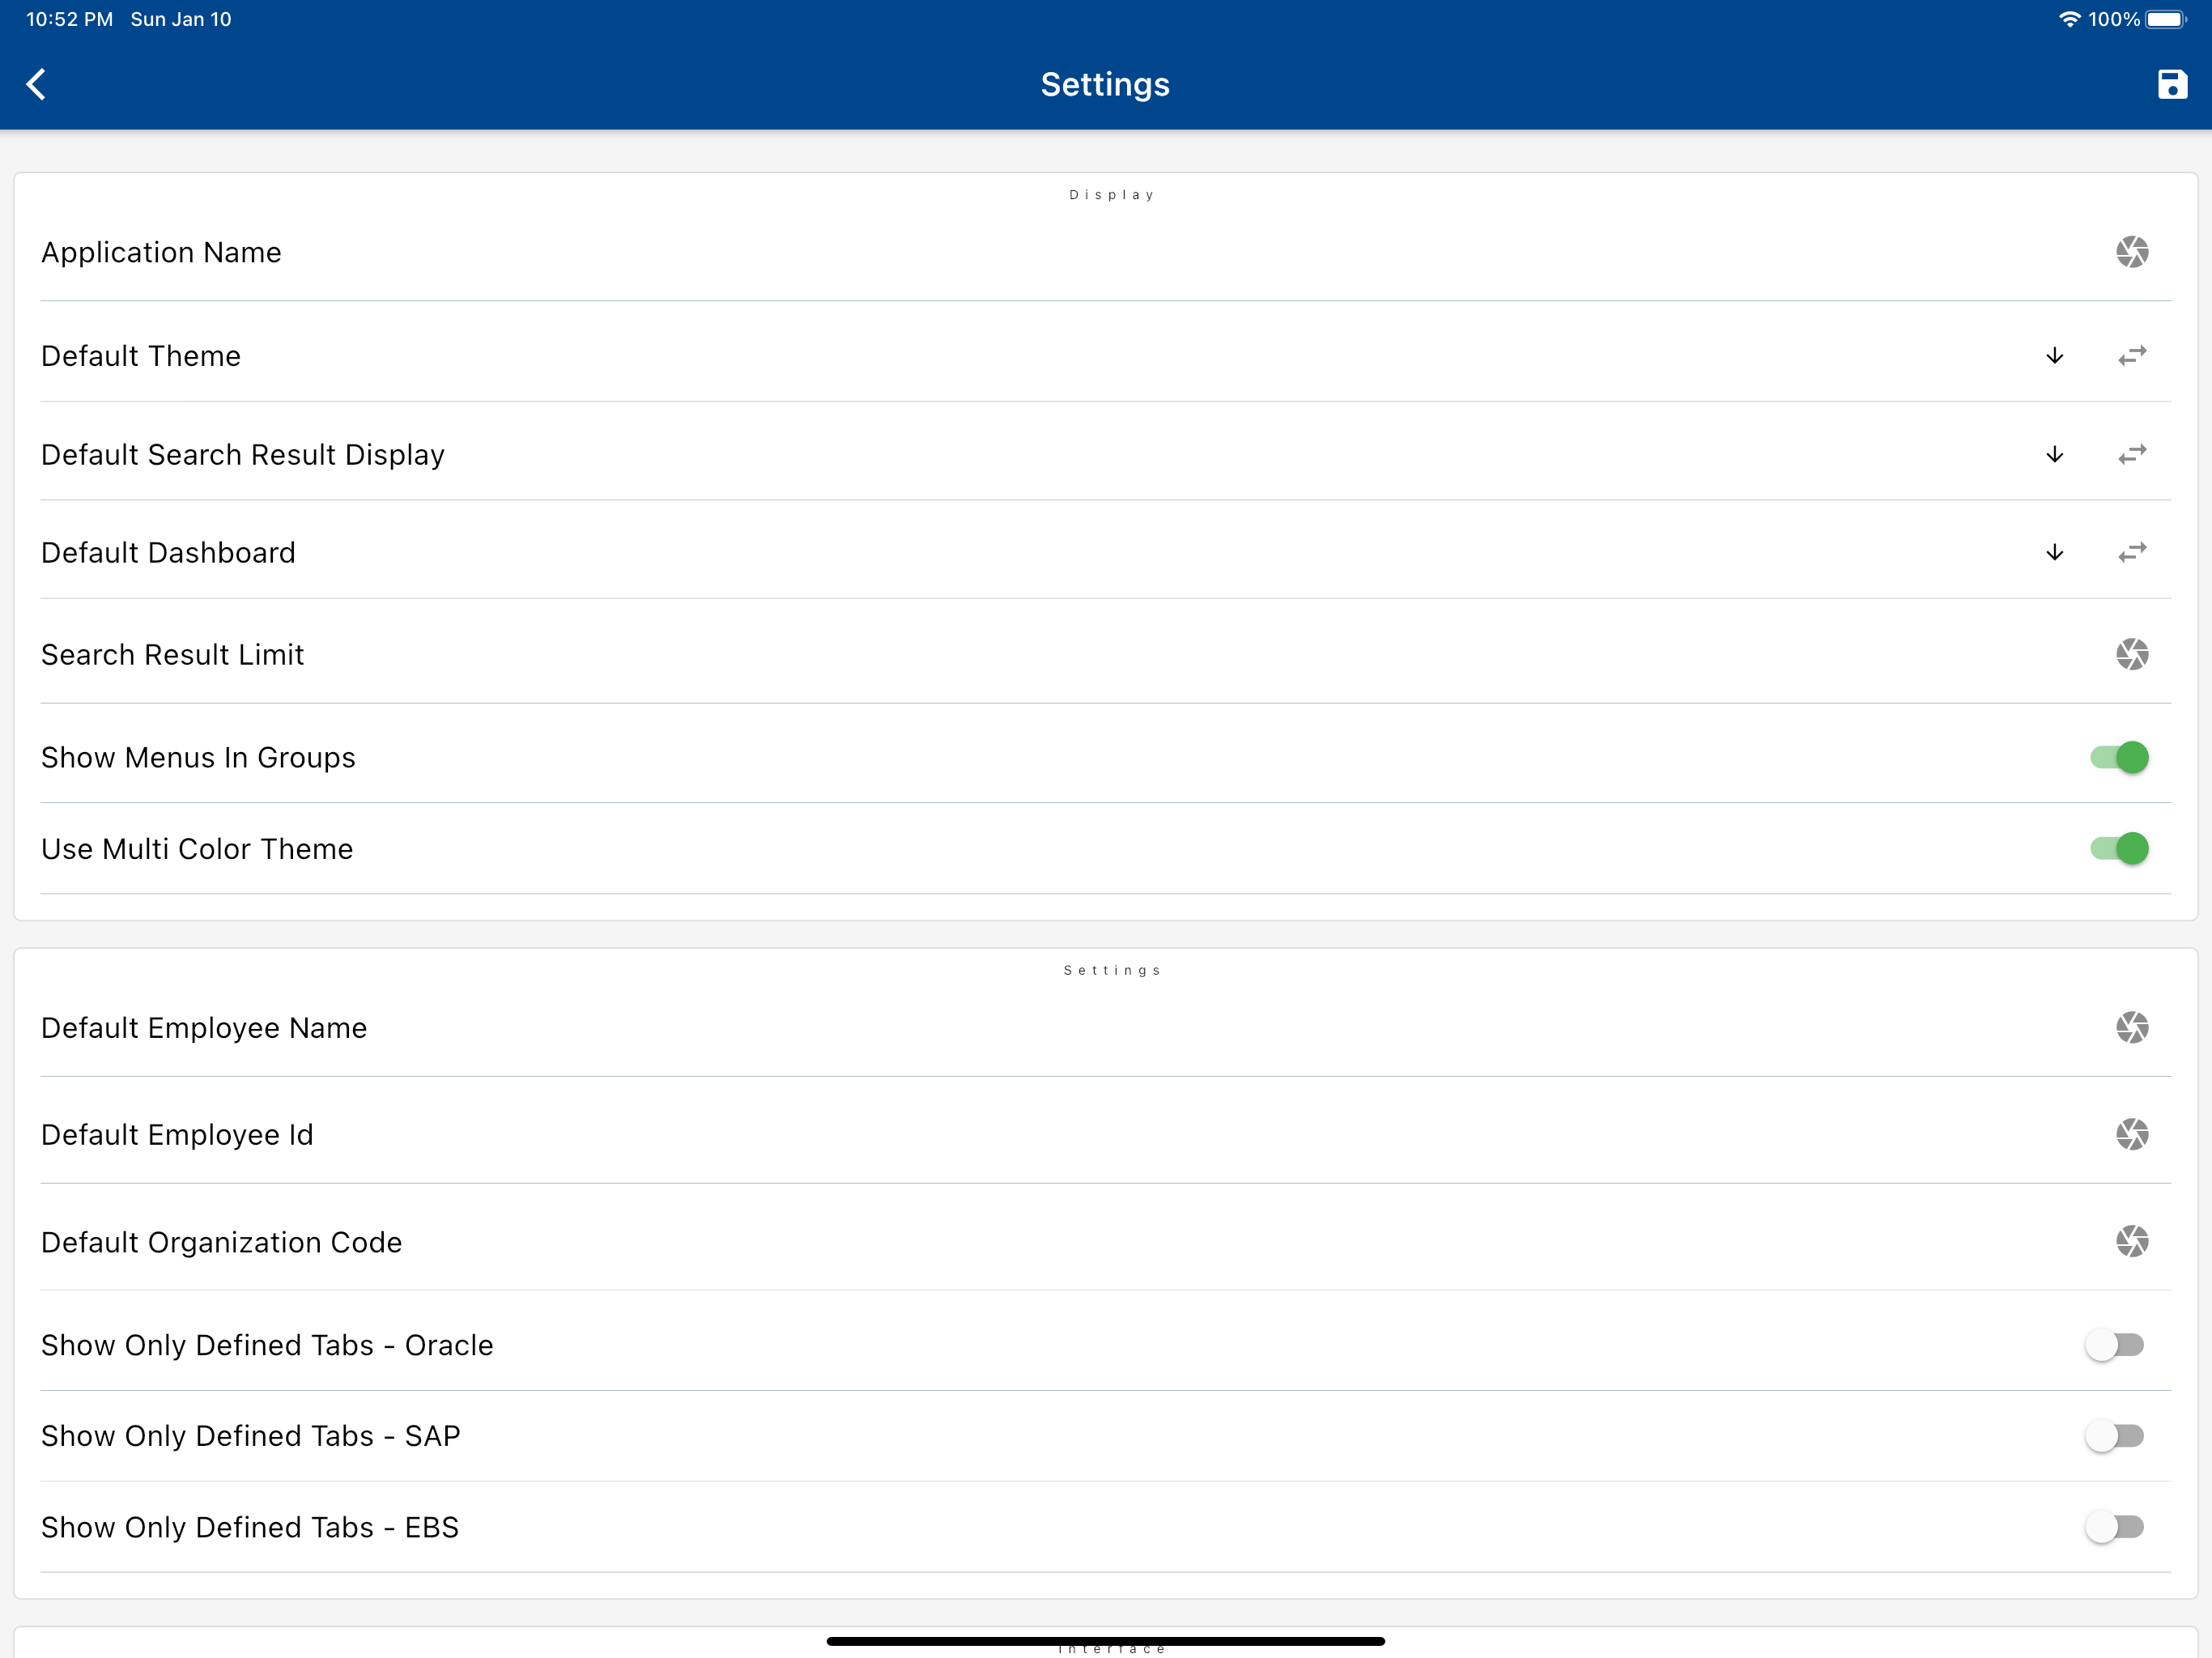 10:52 PM Sun Jan 10
100%
Settings
Display
Application Name
Default Theme
Default Search Result Display
Default Dashboard
Search Result Limit
Show Menus In Groups
Use Multi Color Theme
Settings
Default Employee Name
Default Employee Id
Default Organization Code
Show Only Defined Tabs - Oracle
Show Only Defined Tabs - SAP
Show Only Defined Tabs - EBS
Interface